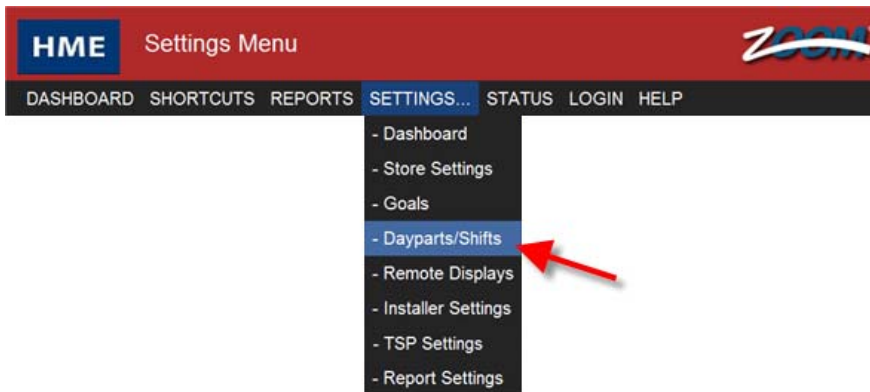 HME Settings Menu ZOOM
DASHBOARD SHORTCUTS REPORTS SETTINGS... STATUS LOGIN HELP
- Dashboard
- Store Settings
- Goals
- Dayparts/Shifts
- Remote Displays
- Installer Settings
- TSP Settings
- Report Settings